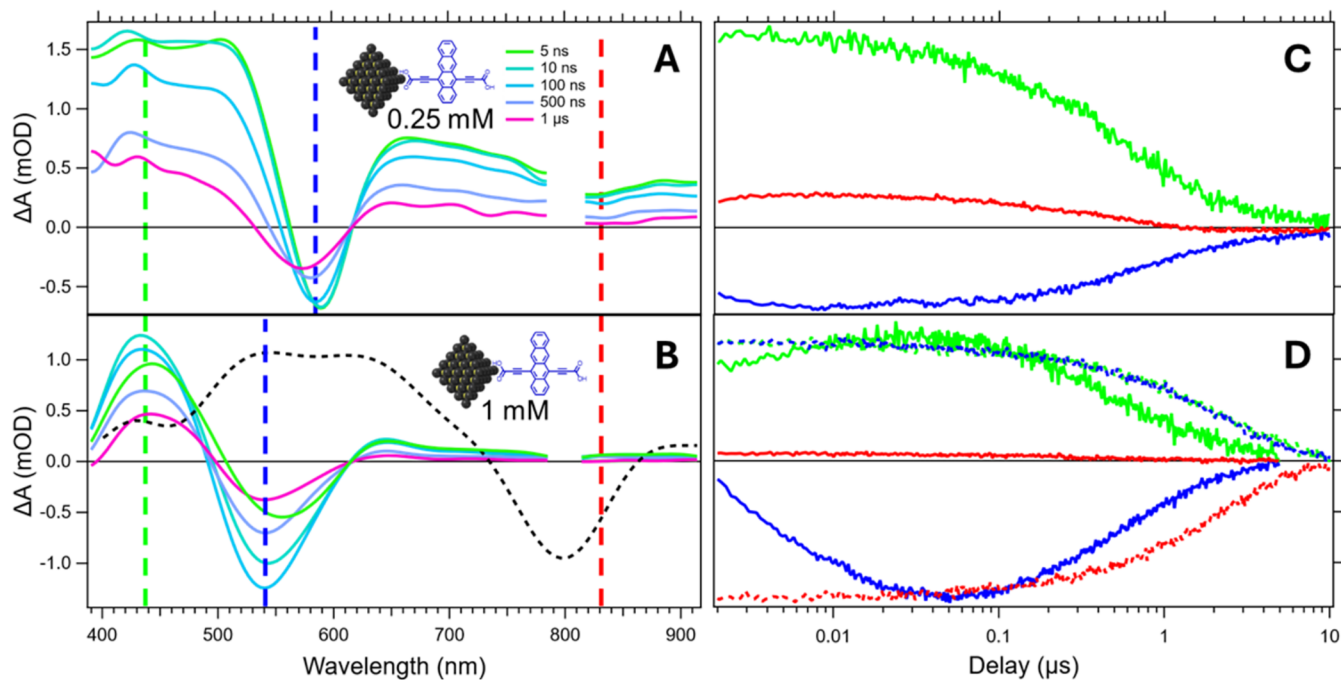 A
5 ns
10 ns
100 ns
500 ns
1 µs
0.25 mM
ΔA (mOD)
1.5
1.0
0.5
0.0
-0.5
C
B
1 mM
ΔA (mOD)
1.0
0.5
0.0
-0.5
-1.0
D
400
500
600
700
800
900
Wavelength (nm)
0.01
0.1
1
10
Delay (µs)